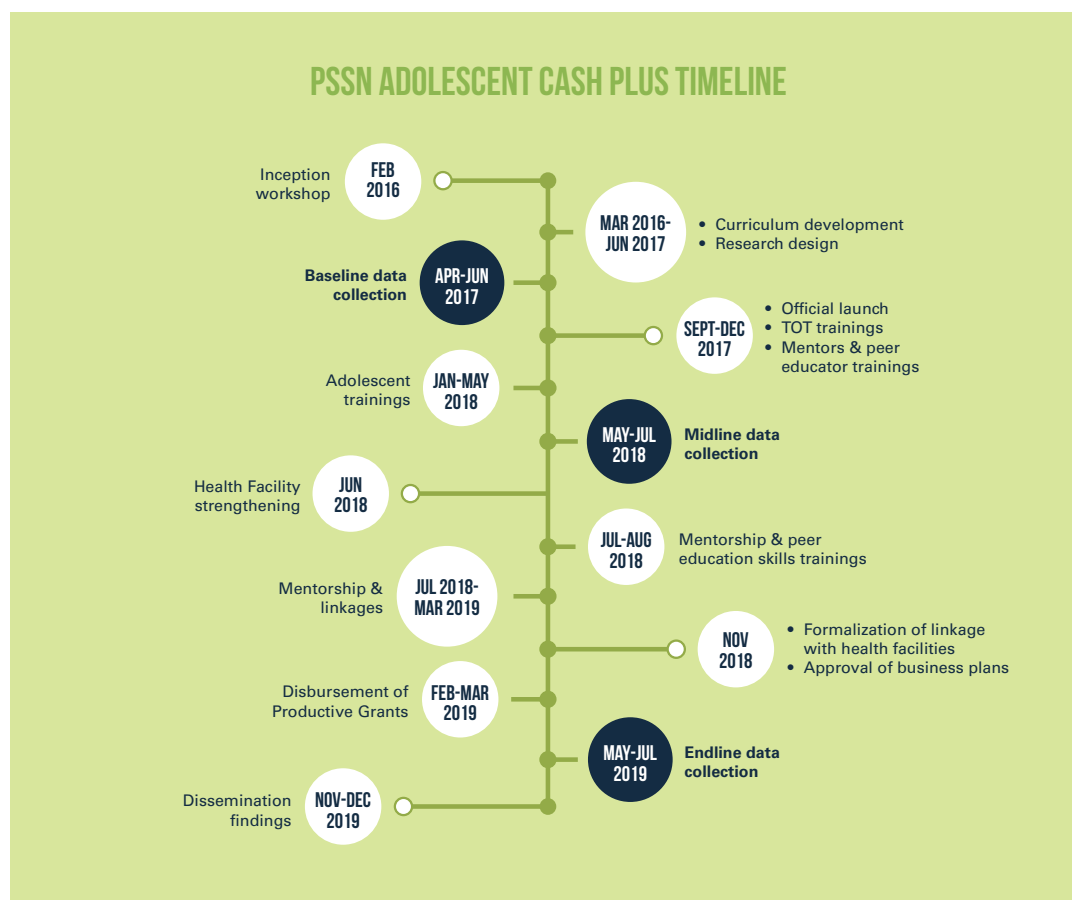 PSSN ADOLESCENT CASH PLUS TIMELINE
Inception
workshop
FEB
2016
MAR 2016-
JUN 2017
• Curriculum development
• Research design
Baseline data
collection
APR-JUN
2017
SEPT-DEC
2017
• Official launch
• TOT trainings
• Mentors & peer
educator trainings
Adolescent
trainings
JAN-MAY
2018
MAY-JUL
2018
Midline data
collection
Health Facility
strengthening
JUN
2018
JUL-AUG
2018
Mentorship & peer
education skills trainings
Mentorship &
linkages
JUL 2018-
MAR 2019
NOV
2018
• Formalization of linkage
with health facilities
• Approval of business plans
Disbursement of
Productive Grants
FEB-MAR
2019
MAY-JUL
2019
Endline data
collection
Dissemination
findings
NOV-DEC
2019